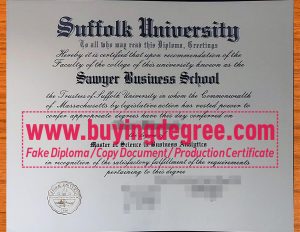 Suffolk University
To all who may read this Diploma, Greetings
Hereby it is certified that upon recommendation of the
Faculty of the college of this university known as the
Sawyer Business School
the Trustees of Suffolk University in whom the Commonwealth
of Massachusetts by legislative action has vested power to
confer appropriate degrees have this day conferred on
www.buyingdegree.com
Fake Diploma / Copy Document / Production Certificate
Master of Science in Business Analytics
in recognition of the satisfactory fulfillment of the requirements
pertaining to this degree